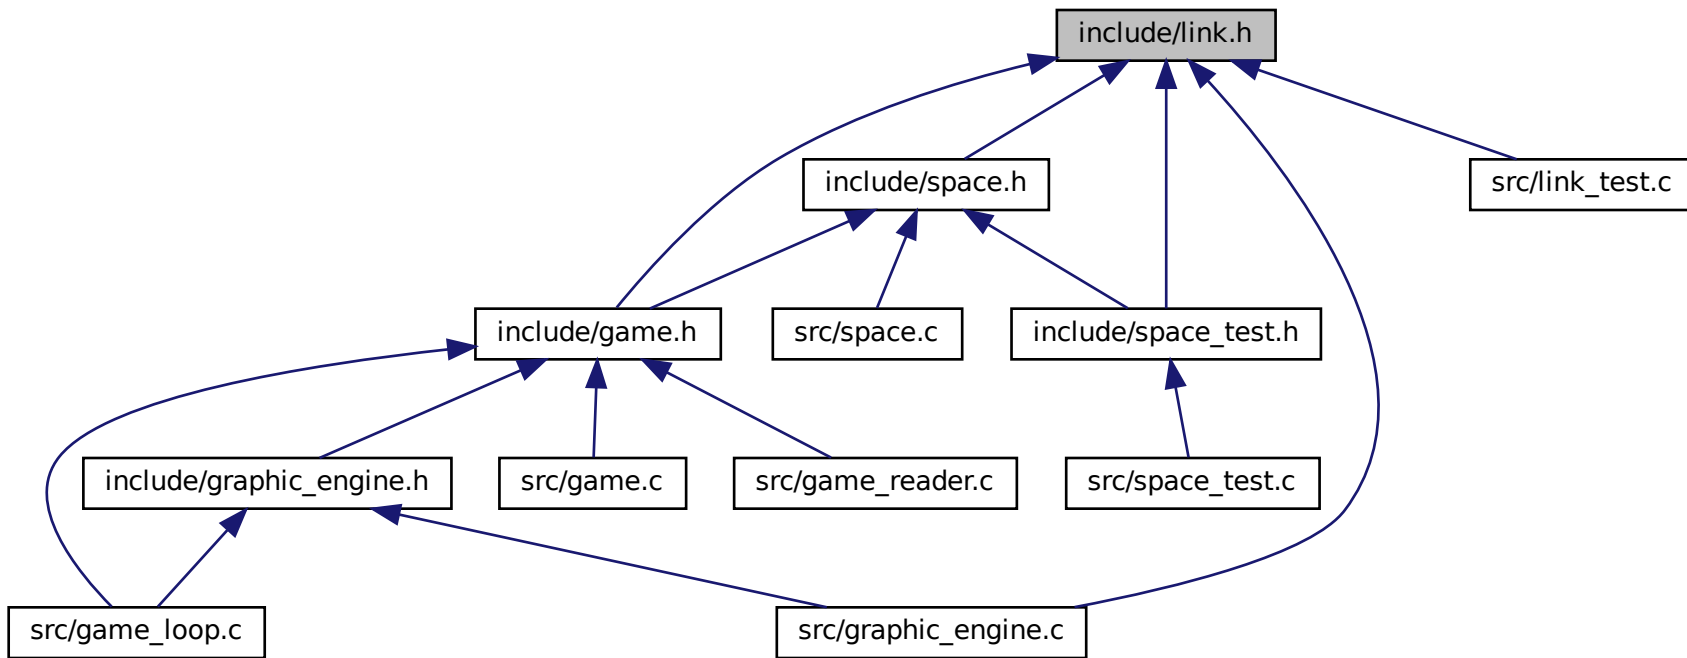 include/link.h
include/space.h
src/link_test.c
include/game.h
src/space.c
include/space_test.h
include/graphic_engine.h
src/game.c
src/game_reader.c
src/space_test.c
src/game_loop.c
src/graphic_engine.c